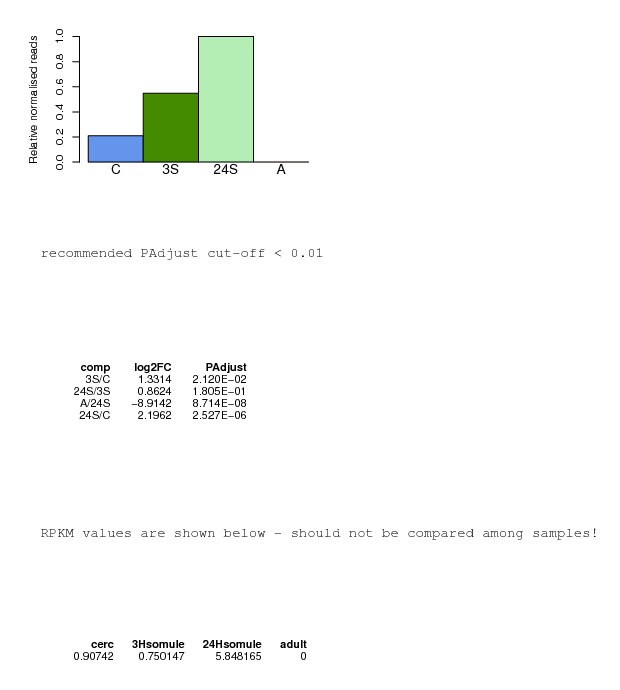 Relative normalised reads
1.0
0.8
0.6
0.4
0.2
0.0
C 3S 24S A
recommended PAdjust cut-off < 0.01
comp log2FC PAdjust
3S/C 1.3314 2.120E−02
24S/3S 0.8624 1.805E−01
A/24S −8.9142 8.714E−08
24S/C 2.1962 2.527E−06
RPKM values are shown below - should not be compared among samples!
cerc 3Hsomule 24Hsomule adult
0.90742 0.750147 5.848165 0